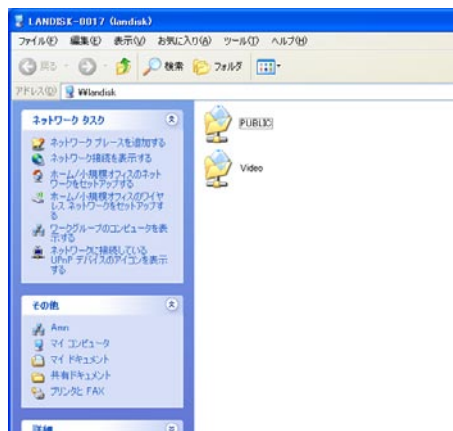 LANDISK-0017 (landisk)
ファイル(F) 編集(E) 表示(V) お気に入り(A) ツール(T) ヘルプ(H)
戻る 検索 フォルダ
アドレス(D) ¥¥landisk
ネットワーク タスク
ネットワーク プレースを追加する
ネットワーク接続を表示する
ホーム/小規模オフィスのネット
ワークをセットアップする
ホーム/小規模オフィスのワイヤ
レス ネットワークをセットアップす
る
ワークグループのコンピュータを表
示する
ネットワークに接続している
UPnP デバイスのアイコンを表示
する
その他
Ann
マイ コンピュータ
マイ ドキュメント
共有ドキュメント
プリンタと FAX
詳細
PUBLIC
Video